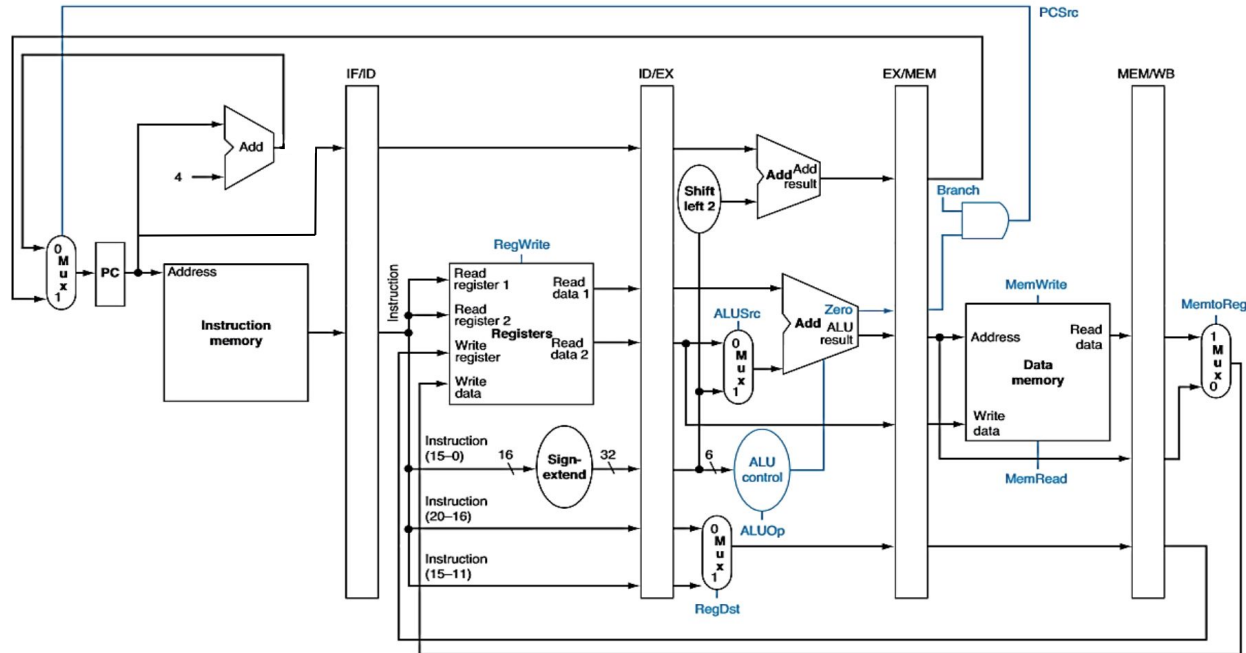 PCSrc
IF/ID
ID/EX
EX/MEM
MEM/WB
Add
4
Shift
left 2
Add Add
result
Branch
0
M
u
x
1
PC
Address
Instruction
memory
Instruction
RegWrite
Read
register 1
Read
register 2
Write
register
Write
data
Registers
Read
data 1
Read
data 2
ALUSrc
0
M
u
x
1
Zero
Add
ALU
result
MemWrite
Address
Read
data
Data
memory
Write
data
MemRead
MemtoReg
1
M
u
x
0
Instruction
(15–0)
16
Sign-
extend
32
6
ALU
control
ALUOp
Instruction
(20–16)
Instruction
(15–11)
0
M
u
x
1
RegDst